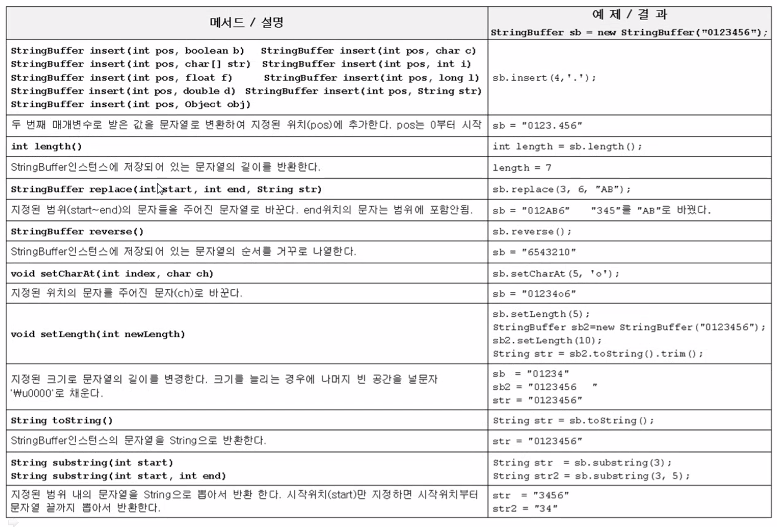 메서드 / 설명
예 제 / 결 과
StringBuffer sb = new StringBuffer("0123456");
StringBuffer insert(int pos, boolean b) StringBuffer insert(int pos, char c)
StringBuffer insert(int pos, char[] str) StringBuffer insert(int pos, int i)
StringBuffer insert(int pos, float f) StringBuffer insert(int pos, long l)
StringBuffer insert(int pos, double d) StringBuffer insert(int pos, String str)
StringBuffer insert(int pos, Object obj)
sb.insert(4,'.');
두 번째 매개변수로 받은 값을 문자열로 변환하여 지정된 위치(pos)에 추가한다. pos는 0부터 시작
sb = "0123.456"
int length()
int length = sb.length();
StringBuffer인스턴스에 저장되어 있는 문자열의 길이를 반환한다.
length = 7
StringBuffer replace(int start, int end, String str)
sb.replace(3, 6, "AB");
지정된 범위(start~end)의 문자들을 주어진 문자열로 바꾼다. end위치의 문자는 범위에 포함안됨.
sb = "012AB6" "345"를 "AB"로 바꿨다.
StringBuffer reverse()
sb.reverse();
StringBuffer인스턴스에 저장되어 있는 문자열의 순서를 거꾸로 나열한다.
sb = "6543210"
void setCharAt(int index, char ch)
sb.setCharAt(5, 'o');
지정된 위치의 문자를 주어진 문자(ch)로 바꾼다.
sb = "01234o6"
void setLength(int newLength)
sb.setLength(5);
StringBuffer sb2=new StringBuffer("0123456");
sb2.setLength(10);
String str = sb2.toString().trim();
지정된 크기로 문자열의 길이를 변경한다. 크기를 늘리는 경우에 나머지 빈 공간을 널문자
'₩u0000'로 채운다.
sb = "01234"
sb2 = "0123456   "
str = "0123456"
String toString()
String str = sb.toString();
StringBuffer인스턴스의 문자열을 String으로 반환한다.
str = "0123456"
String substring(int start)
String substring(int start, int end)
String str = sb.substring(3);
String str2 = sb.substring(3, 5);
지정된 범위 내의 문자열을 String으로 뽑아서 반환 한다. 시작위치(start)만 지정하면 시작위치부터
문자열 끝까지 뽑아서 반환한다.
str = "3456"
str2 = "34"